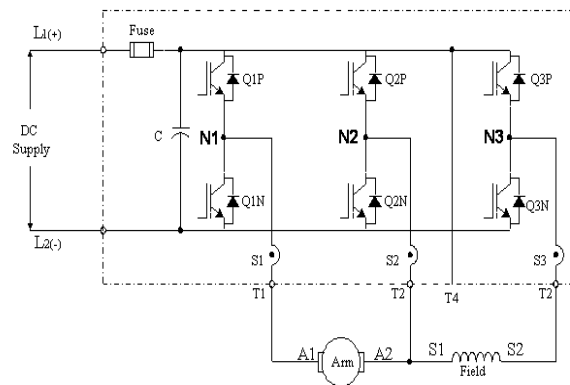 L1(+)
Fuse
Q1P
Q2P
Q3P
DC
Supply
C
N1
N2
N3
Q1N
Q2N
Q3N
L2(-)
S1
S2
S3
T1
T2
T4
T2
A1
Arm
A2
S1
S2
Field